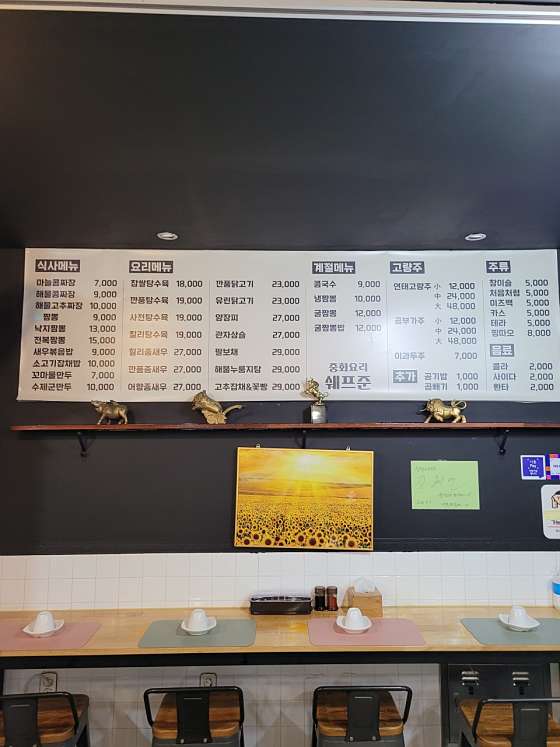 식사메뉴
마늘쫌짜장 7,000
해물쫌짜장 9,000
해물고추짜장 10,000
짬뽕 9,000
낙지짬뽕 13,000
전복짬뽕 15,000
새우볶음밥 9,000
소고기잡채밥 10,000
꼬마물만두 7,000
수제군만두 10,000
요리메뉴
찹쌀탕수육 18,000
깐풍탕수육 19,000
사천탕수육 19,000
칠리탕수육 19,000
칠리중새우 27,000
깐풍중새우 27,000
어향중새우 27,000
깐풍닭고기 23,000
유린닭고기 23,000
양장피 27,000
관자삼슬 27,000
팔보채 29,000
해물누룽지탕 29,000
고추잡채&꽃빵 29,000
계절메뉴
콩국수 9,000
냉짬뽕 10,000
굴짬뽕 12,000
굴짬뽕밥 12,000
중화요리
쉐프준
고량주
연태고량주 小 12,000
中 24,000
大 48,000
공부가주 小 12,000
中 24,000
大 48,000
이과두주 7,000
추가
공기밥 1,000
곱빼기 1,000
주류
참이슬 5,000
처음처럼 5,000
미즈백 5,000
카스 5,000
테라 5,000
칭따오 8,000
음료
콜라 2,000
사이다 2,000
환타 2,000